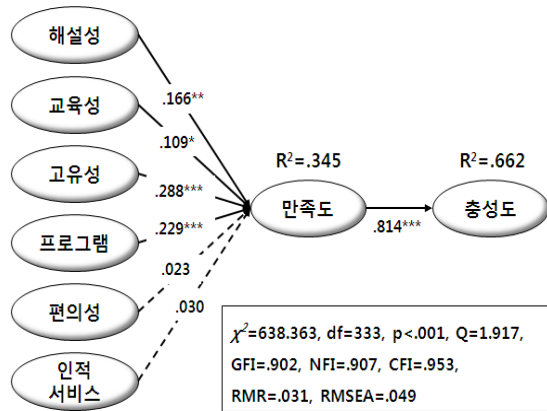 해설성
.166**
교육성
.109*
R²=.345
R²=.662
고유성
.288***
만족도
충성도
.814***
프로그램
.229***
.023
편의성
.030
인적
서비스
χ²=638.363, df=333, p<.001, Q=1.917,
GFI=.902, NFI=.907, CFI=.953,
RMR=.031, RMSEA=.049